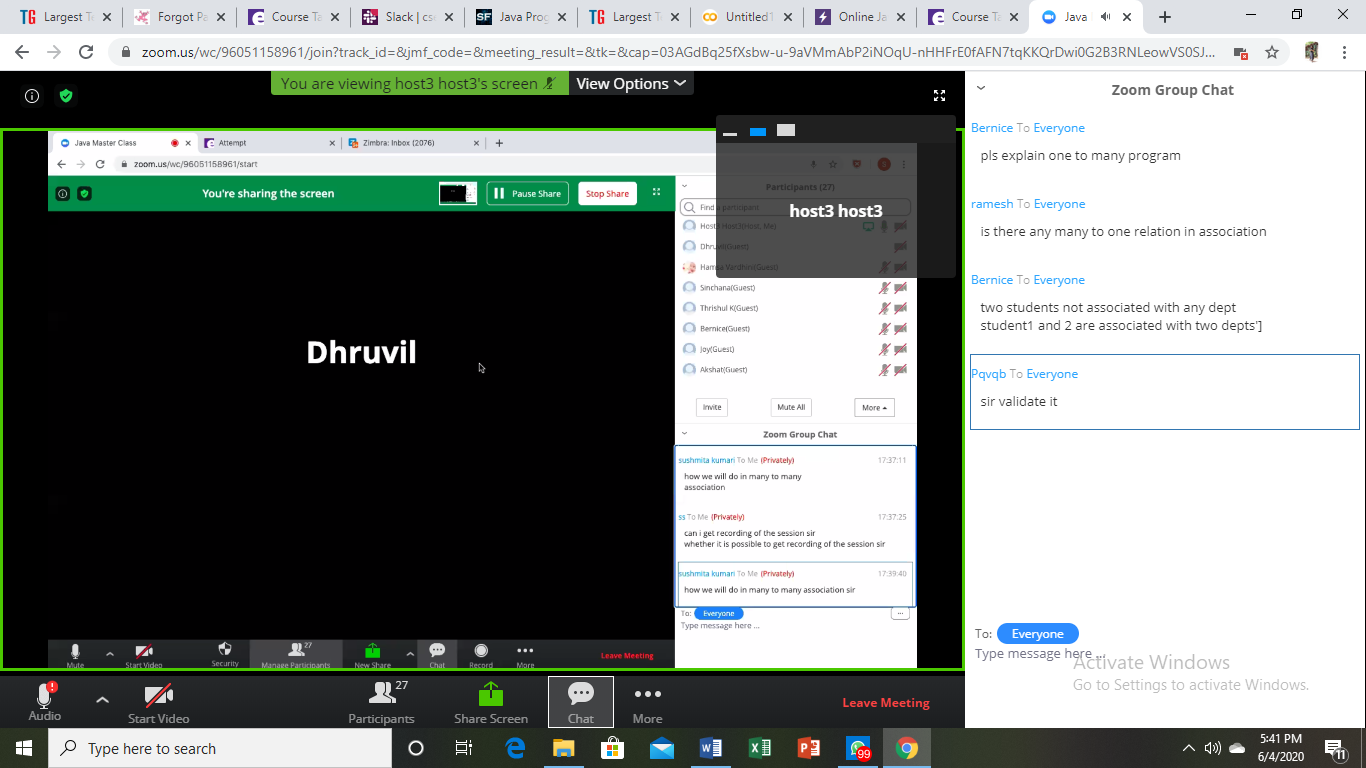 Largest T
Forgot Pa
Course Ta
Slack | cs
Java Prog
Largest T
Untitled1
Online Ja
Course Ta
Java
zoom.us/wc/96051158961/join?track_id=&jmf_code=&meeting_result=&tk=&cap=03AGdBq25fXsbw-u-9aVMmAbP2iNOqU-nHHFrE0fAFN7tqKKQrDwi0G2B3RNLeowVS0SJ...
You are viewing host3 host3's screen
View Options
Java Master Class
Attempt
Zimbra: Inbox (2076)
zoom.us/wc/96051158961/start
You're sharing the screen
Pause Share
Stop Share
Participants (27)
Find a participant
host3 host3
Host3 Host3(Host, Me)
Dhruvil(Guest)
Hamsa Vardhini(Guest)
Sinchana(Guest)
Thrishul K(Guest)
Bernice(Guest)
Joy(Guest)
Akshat(Guest)
Dhruvil
Invite
Mute All
More
Zoom Group Chat
sushmita kumari To Me (Privately) 17:37:11
how we will do in many to many
association
ss To Me (Privately) 17:37:25
can i get recording of the session sir
whether it is possible to get recording of the session sir
sushmita kumari To Me (Privately) 17:39:40
how we will do in many to many association sir
To: Everyone ...
Type message here ...
Mute
Start Video
Security
27
Manage Participants
New Share
Chat
Record
More
Leave Meeting
Zoom Group Chat
Bernice To Everyone
pls explain one to many program
ramesh To Everyone
is there any many to one relation in association
Bernice To Everyone
two students not associated with any dept
student1 and 2 are associated with two depts']
Pqvqb To Everyone
sir validate it
To: Everyone
Type message here ...
Activate Windows
Go to Settings to activate Windows.
Audio
Start Video
27
Participants
Share Screen
Chat
More
Leave Meeting
Type here to search
99
5:41 PM
6/4/2020
11